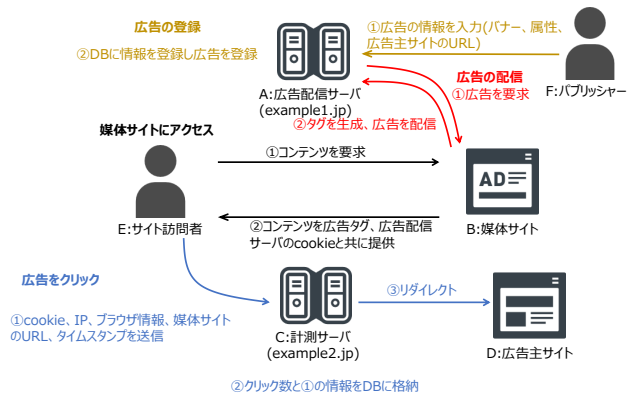 広告の登録
①広告の情報を入力(バナー、属性、
広告主サイトのURL)
②DBに情報を登録し広告を登録
広告の配信
①広告を要求
A:広告配信サーバ
(example1.jp)
F:パブリッシャー
②タグを生成、広告を配信
媒体サイトにアクセス
①コンテンツを要求
AD
E:サイト訪問者
②コンテンツを広告タグ、広告配信
サーバのcookieと共に提供
B:媒体サイト
広告をクリック
③リダイレクト
①cookie、IP、ブラウザ情報、媒体サイト
のURL、タイムスタンプを送信
C:計測サーバ
(example2.jp)
D:広告主サイト
②クリック数と①の情報をDBに格納